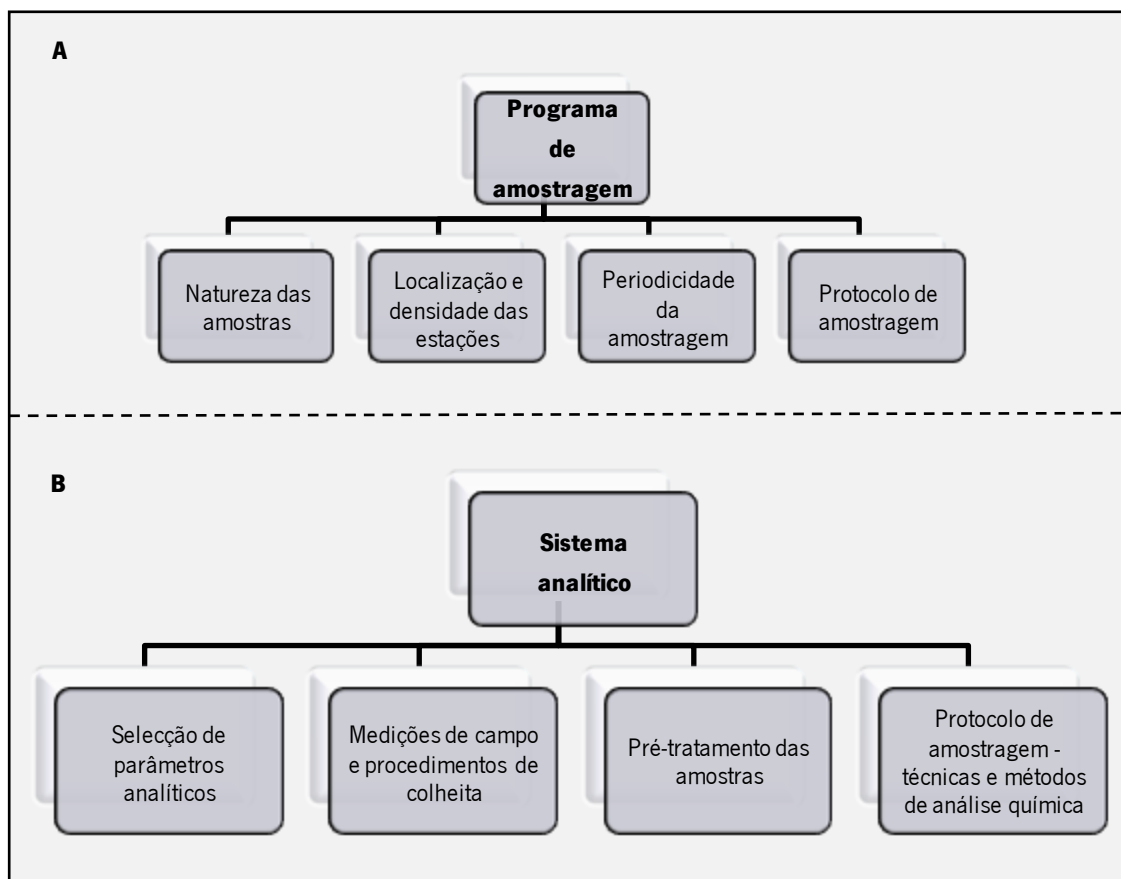 A
Programa
de
amostragem
Natureza das
amostras
Localização e
densidade das
estações
Periodicidade
da
amostragem
Protocolo de
amostragem
B
Sistema
analítico
Selecção de
parâmetros
analíticos
Medições de campo
e procedimentos de
colheita
Pré-tratamento das
amostras
Protocolo de
amostragem -
técnicas e métodos
de análise química